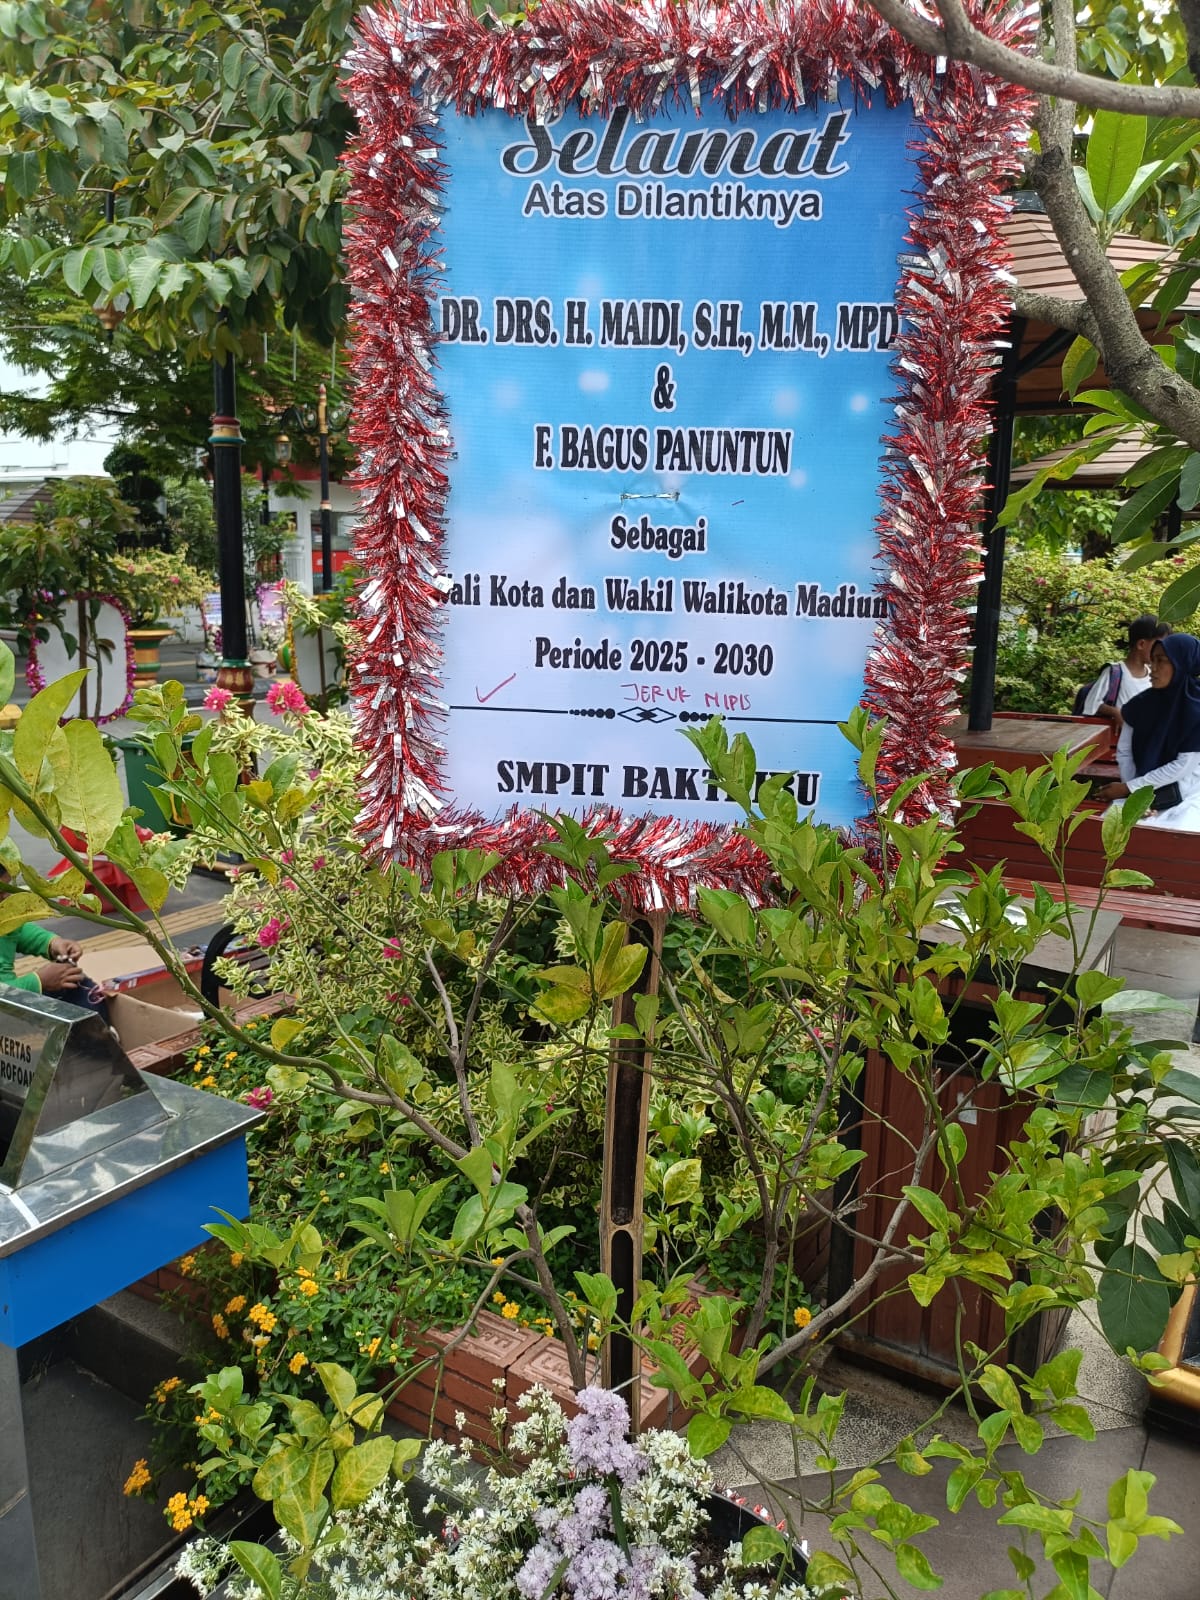 Selamat
Atas Dilantiknya
DR. DRS. H. MAIDI, S.H., M.M., MPD
&
F. BAGUS PANUNTUN
Sebagai
Wali Kota dan Wakil Walikota Madiun
Periode 2025 - 2030
JERUK NIPIS
SMPIT BAKTI IBU
KERTAS